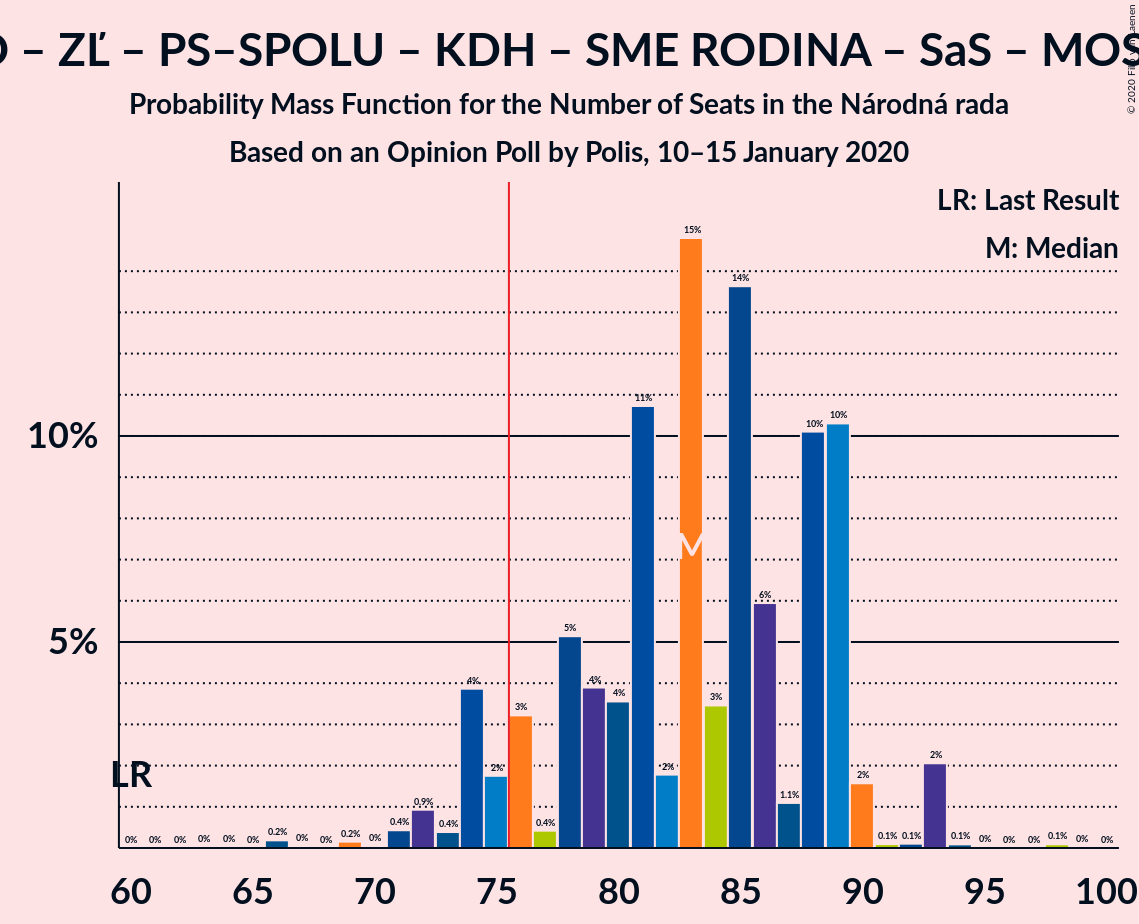 – ZĽ – PS–SPOLU – KDH – SME RODINA – SaS –
Probability Mass Function for the Number of Seats in the Národná rada
Based on an Opinion Poll by Polis, 10–15 January 2020
© 2020
LR: Last Result
M: Median
15%
14%
11%
10%
10%
10%
M
6%
5%
5%
4%
4%
4%
3%
3%
2%
2%
2%
2%
LR
1.1%
0.9%
0.4%
0.4%
0.4%
0% 0% 0% 0% 0% 0% 0.2% 0% 0% 0.2% 0% 0.1% 0.1% 0.1% 0% 0% 0% 0.1% 0% 0%
60 65 70 75 80 85 90 95 100